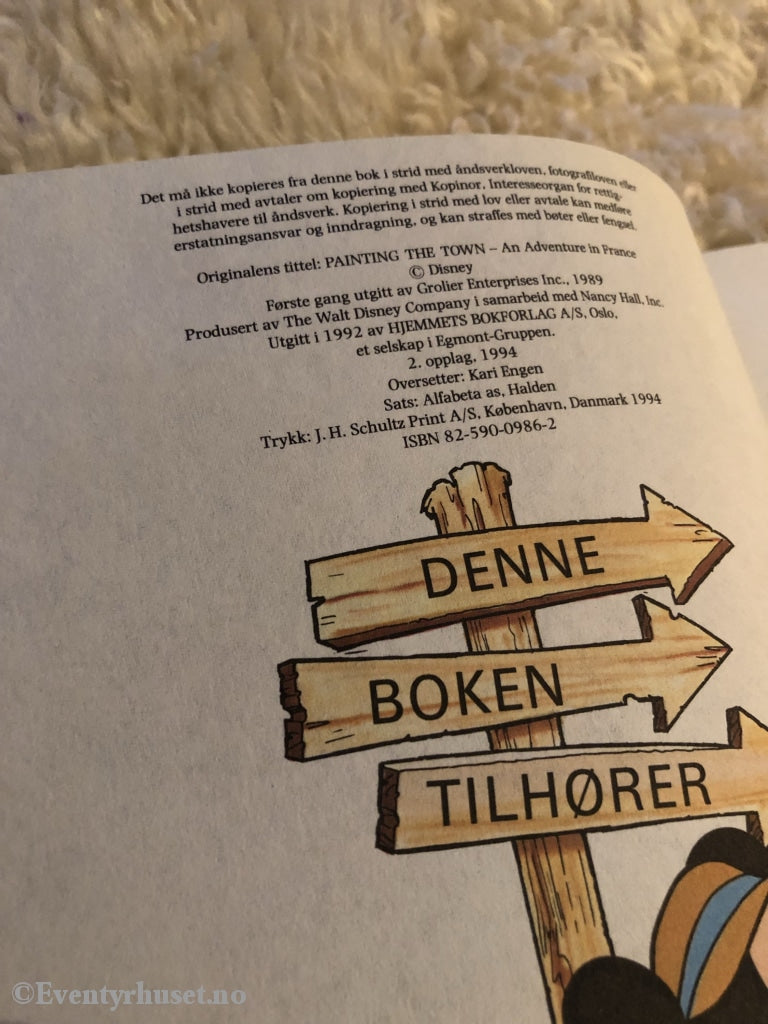 Det må ikke kopieres fra denne bok i strid med åndsverkloven, fotografiloven eller
i strid med avtaler om kopiering med Kopinor, Interesseorgan for rettig-
hetshavere til åndsverk. Kopiering i strid med lov eller avtale kan medføre
erstatningsansvar og inndragning, og kan straffes med bøter eller fengsel.
Originalens tittel: PAINTING THE TOWN – An Adventure in France
© Disney
Første gang utgitt av Grolier Enterprises Inc., 1989
Produsert av The Walt Disney Company i samarbeid med Nancy Hall, Inc.
Utgitt i 1992 av HJEMMETS BOKFORLAG A/S, Oslo,
et selskap i Egmont-Gruppen.
2. opplag, 1994
Oversetter: Kari Engen
Sats: Alfabeta as, Halden
Trykk: J. H. Schultz Print A/S, København, Danmark 1994
ISBN 82-590-0986-2
DENNE
BOKEN
TILHØRER
©Eventyrhuset.no